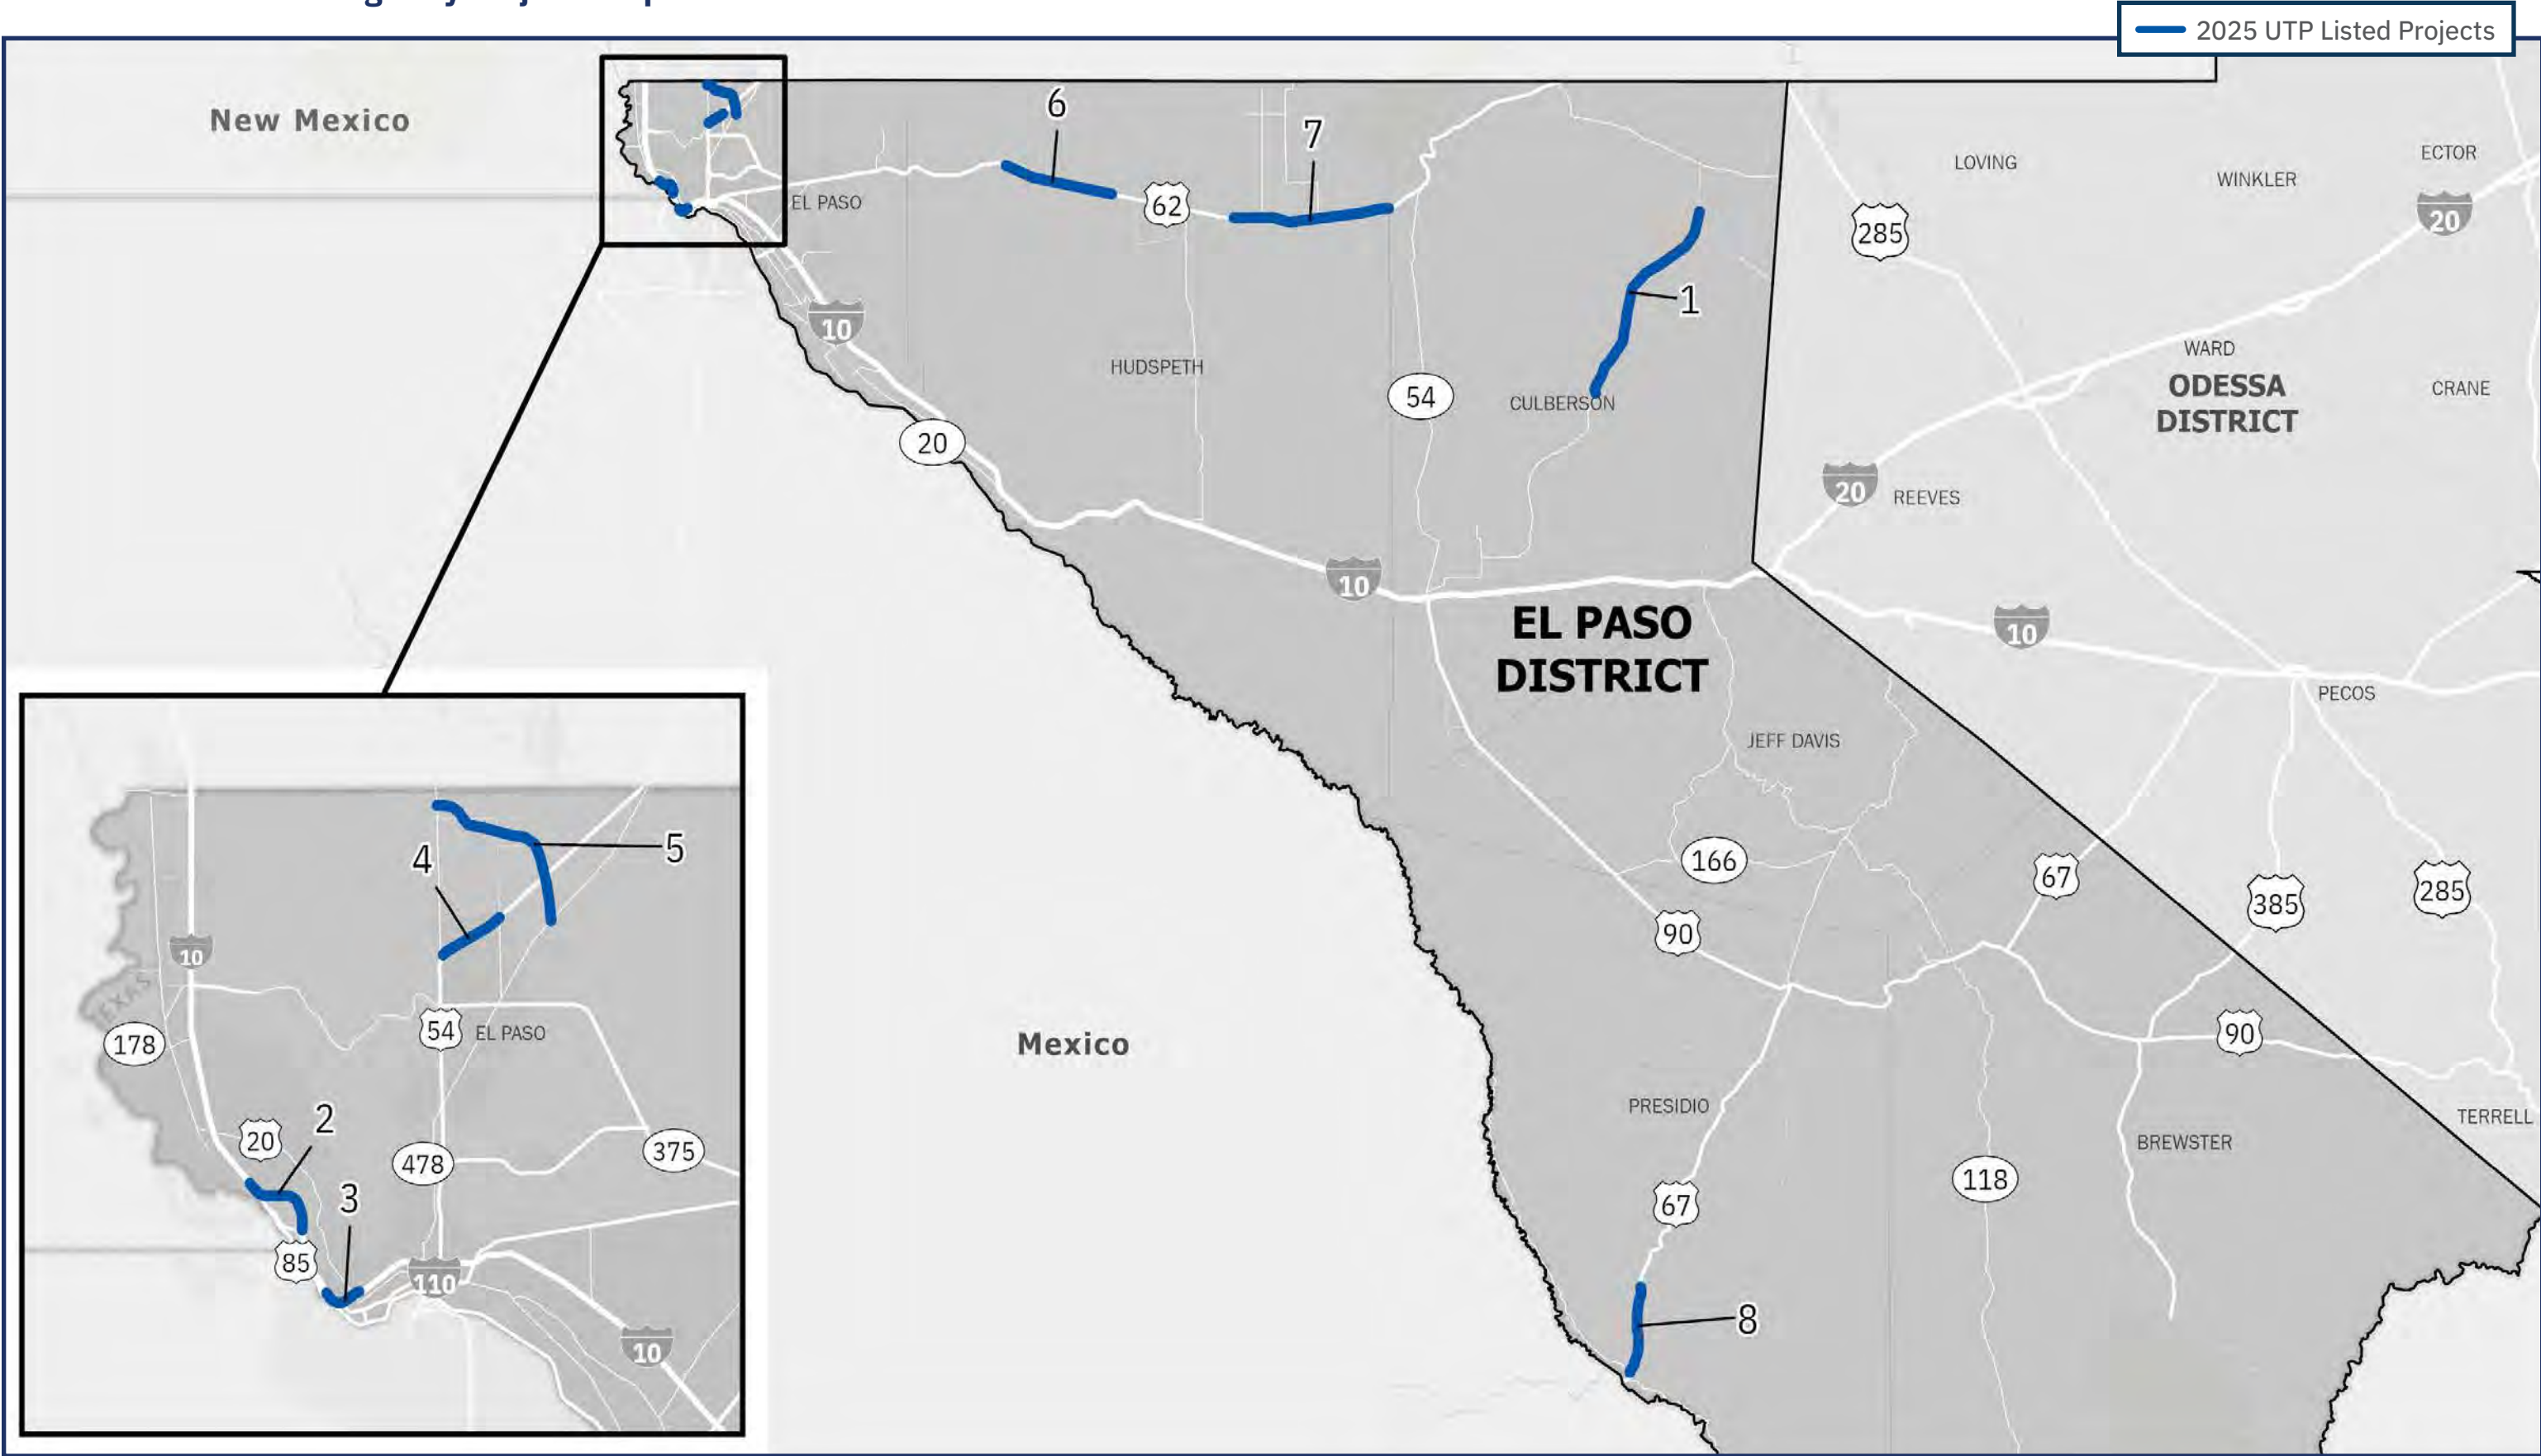 2025 UTP Listed Projects
New Mexico
6
7
62
EL PASO
LOVING
WINKLER
ECTOR
20
285
1
10
HUDSPETH
54
CULBERSON
WARD
ODESSA
DISTRICT
CRANE
20
20
REEVES
10
EL PASO
DISTRICT
10
PECOS
JEFF DAVIS
166
67
385
285
90
Mexico
90
PRESIDIO
BREWSTER
TERRELL
118
67
8
4
5
10
TEXAS
178
54
EL PASO
20
2
478
375
3
85
110
10